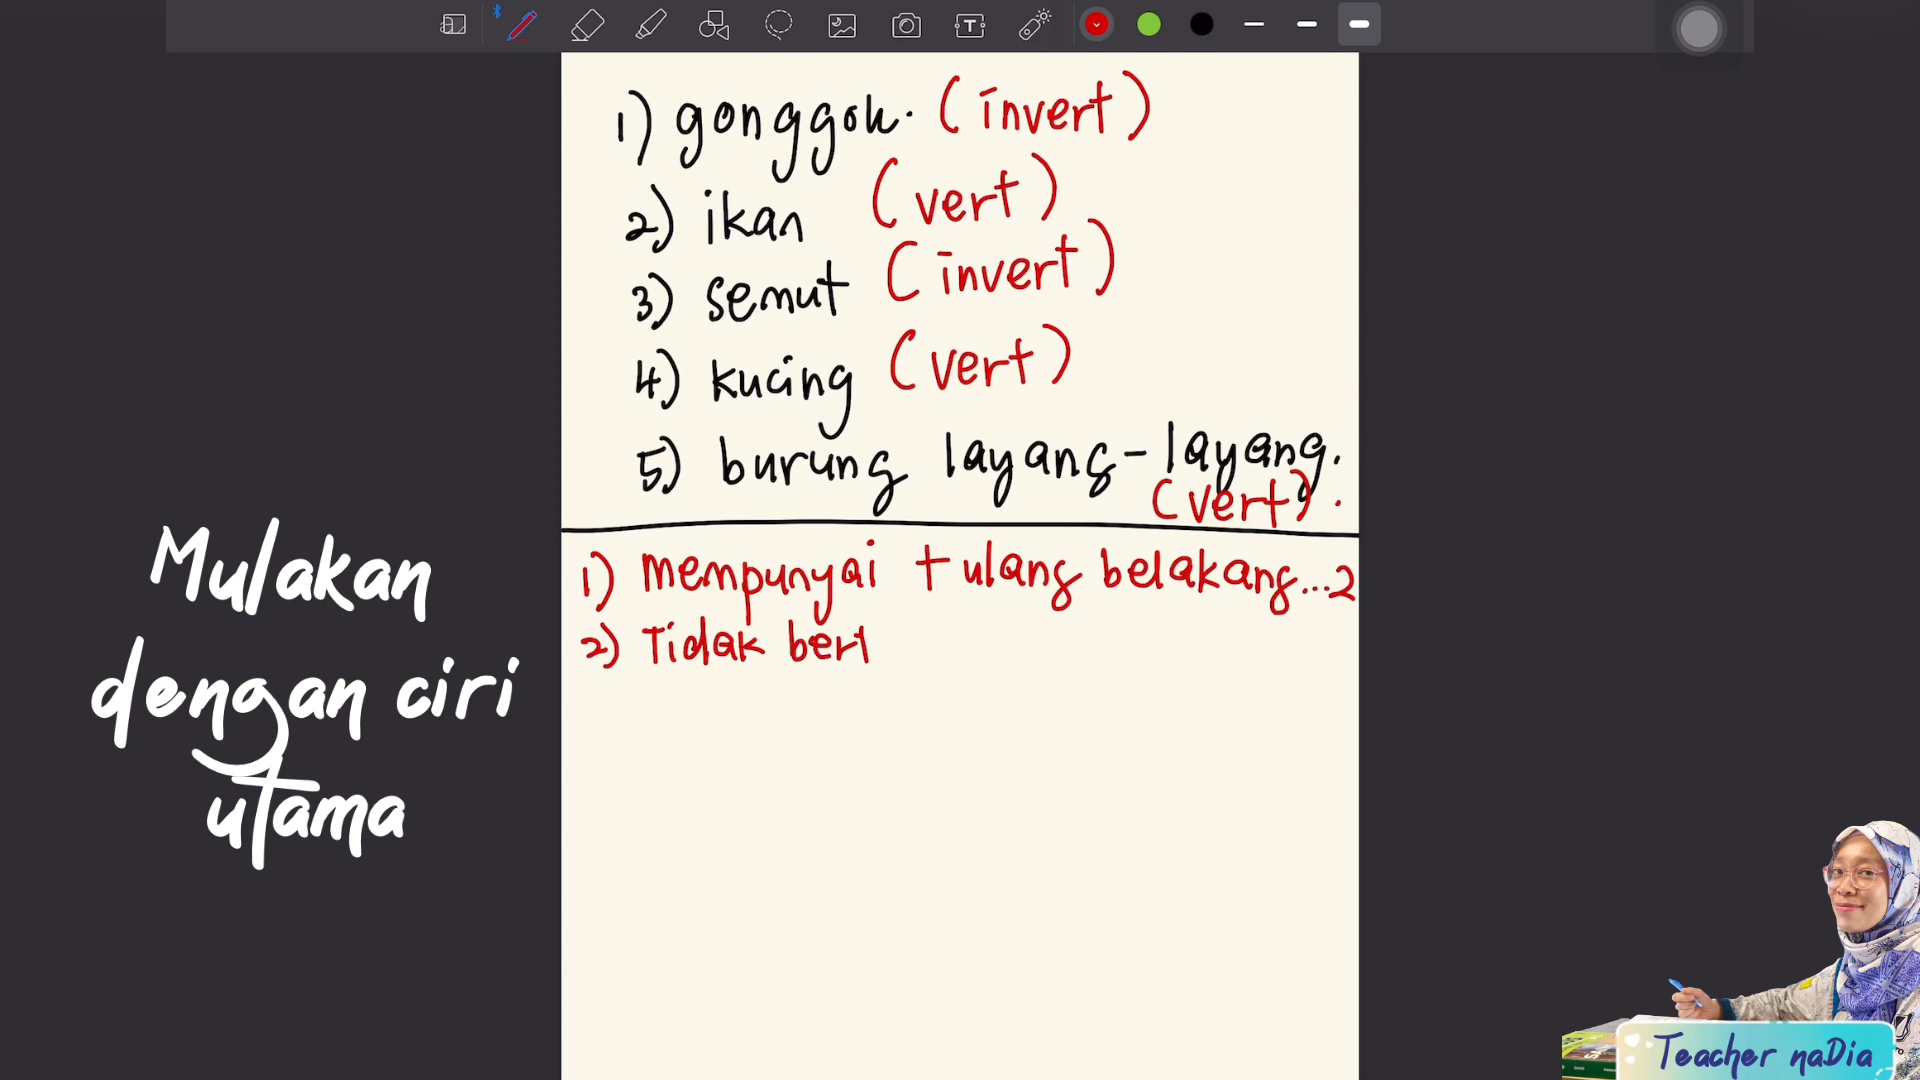 1) gonggok. (invert)
2) ikan (vert)
3) semut (invert)
4) kucing (vert)
5) burung layang-layang.
(vert).
1) mempunyai tulang belakang...2
2) Tidak ber
Mulakan
dengan ciri
utama
Teacher naDia